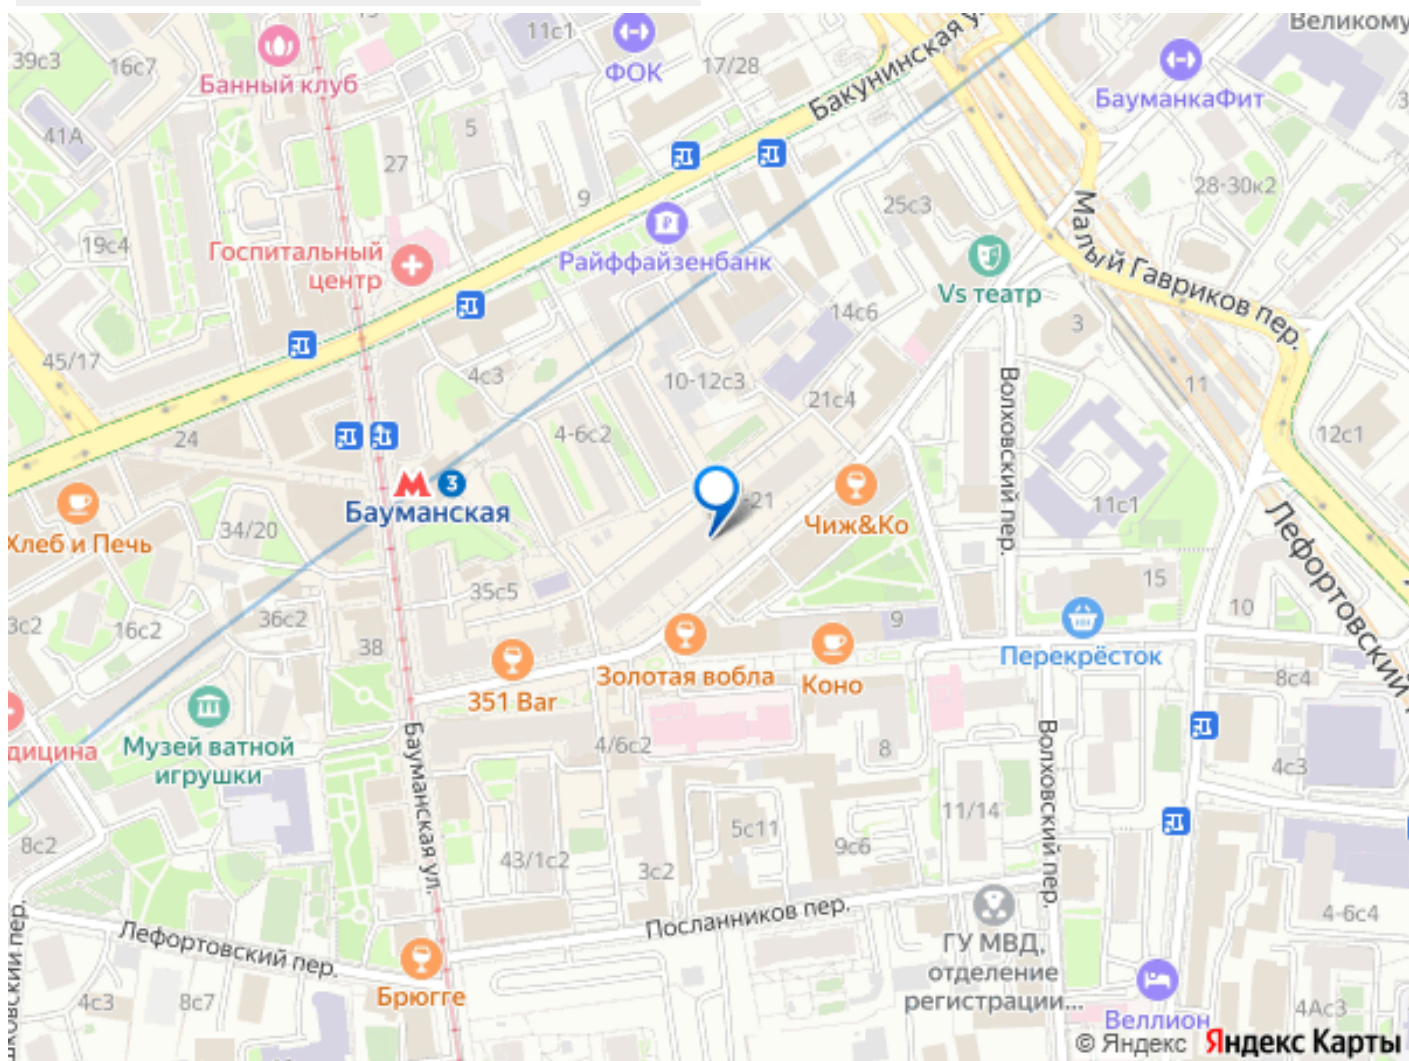 Великому
39с3
16с7
Банный клуб
11с1
ФОК
17/28
Бакунинская у
БауманкаФит
41А
5
27
9
28-30к2
19с4
Госпитальный
центр
Райффайзенбанк
25с3
Vs театр
Малый Гавриков пер.
14с6
3
45/17
4с3
10-12с3
21с4
11
Волховский пер.
24
4-6с2
12с1
М 3
Бауманская
-21
Чиж&Ко
11с1
Лефортовский
Хлеб и Печь
34/20
35с5
15
3с2
16с2
36с2
38
9
10
351 Bar
Золотая вобла
Коно
Перекрёсток
8с4
дицина
Музей ватной
игрушки
Бауманская ул.
4/6с2
8
Волховский пер.
4с3
8с2
43/1с2
3с2
5с11
9с6
11/14
Лефортовский пер.
Посланников пер.
ГУ МВД,
отделение
регистрации...
4-6с4
4с3
8с7
Брюгге
Веллион
4Ас3
© Яндекс Яндекс Карты